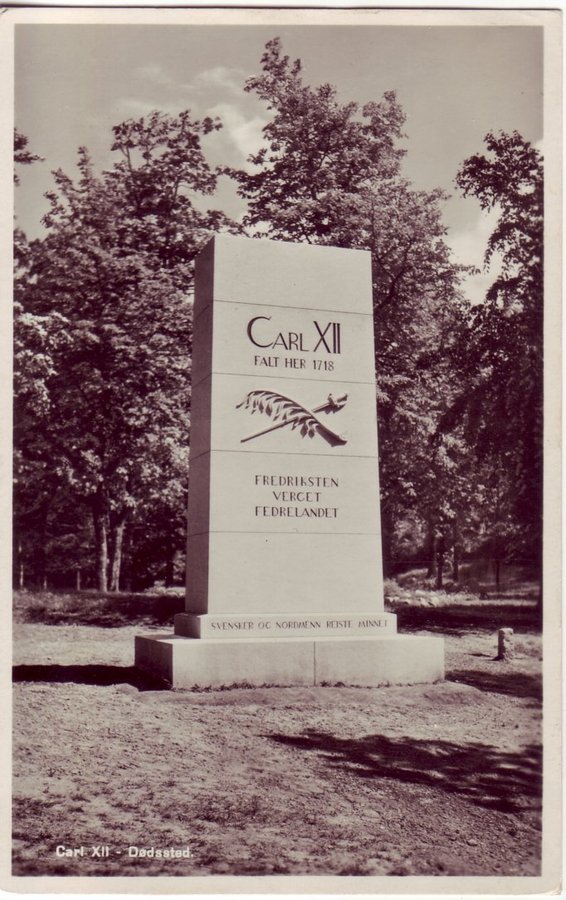 CARL XII
FALT HER 1718
FREDRIKSTEN
VERGET
FEDRELANDET
SVENSKER OG NORDMENN REISTE MINNET
Carl XII - Dødssted.